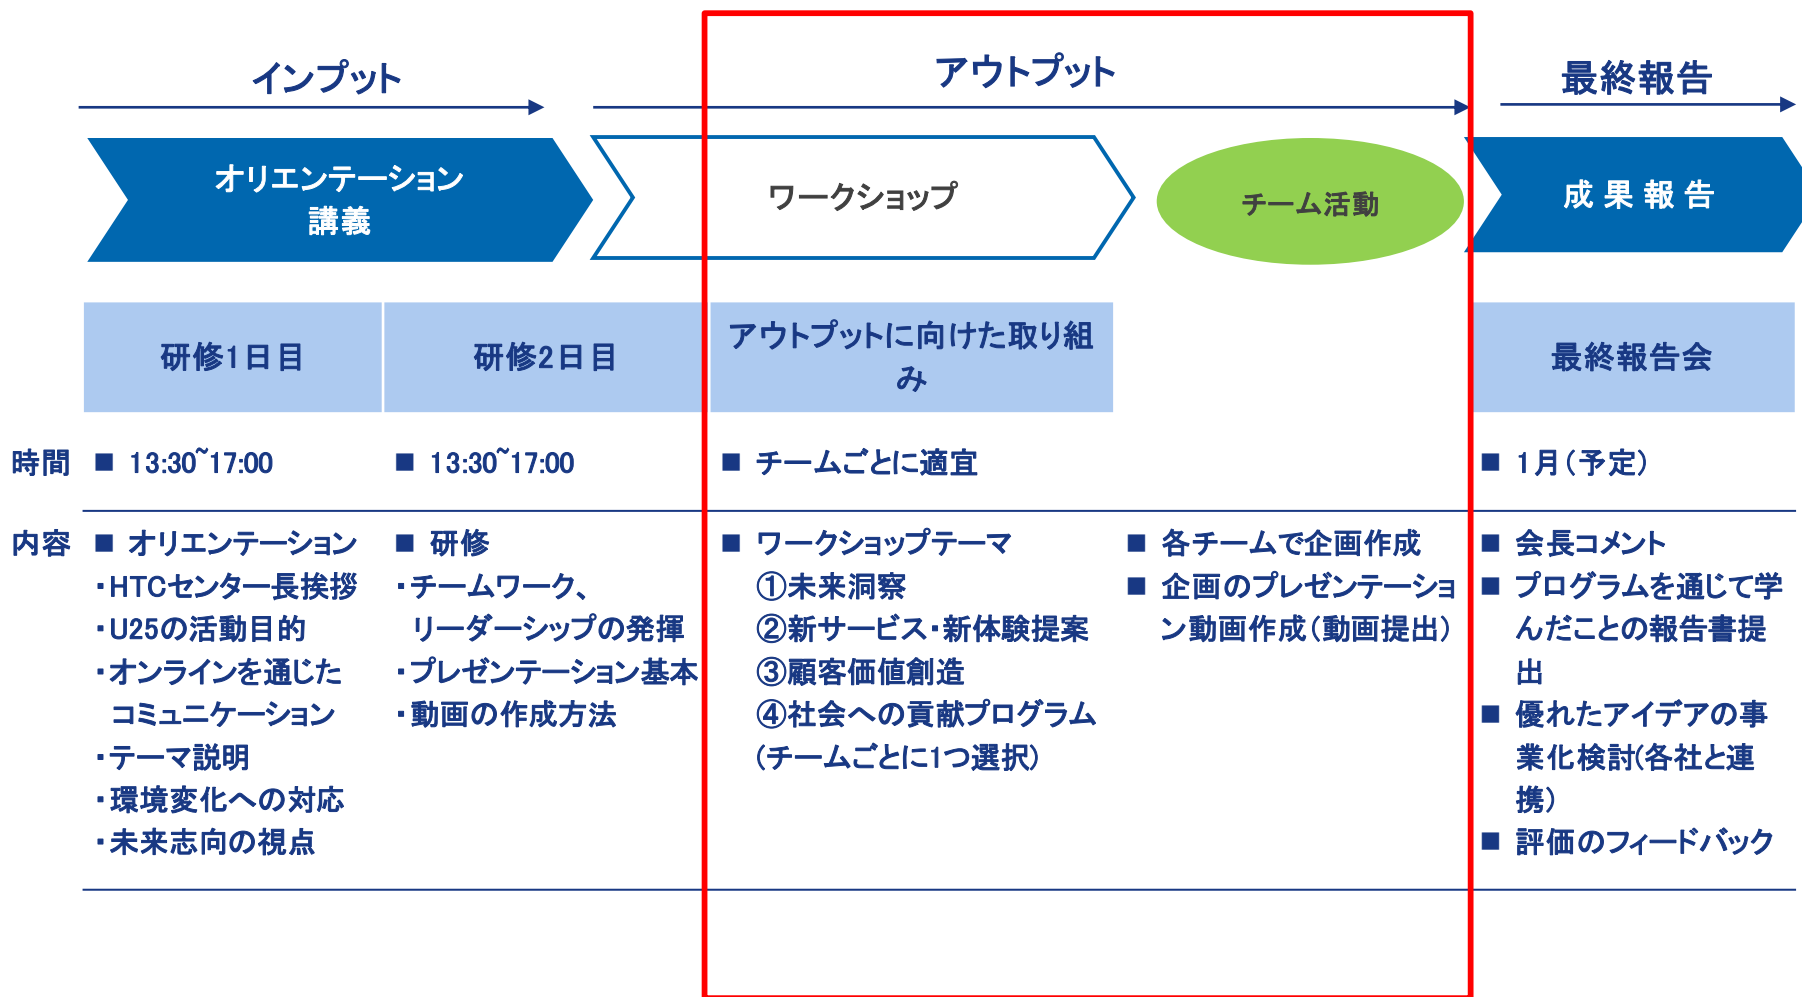 インプット
アウトプット
最終報告
オリエンテーション
講義
ワークショップ
チーム活動
成果報告
研修1日目
研修2日目
アウトプットに向けた取り組
み
最終報告会
時間
■ 13:30~17:00
■ 13:30~17:00
■ チームごとに適宜
■ 1月(予定)
内容
■ オリエンテーション
・HTCセンター長挨拶
・U25の活動目的
・オンラインを通じた
コミュニケーション
・テーマ説明
・環境変化への対応
・未来志向の視点
■ 研修
・チームワーク、
リーダーシップの発揮
・プレゼンテーション基本
・動画の作成方法
■ ワークショップテーマ
①未来洞察
②新サービス・新体験提案
③顧客価値創造
④社会への貢献プログラム
(チームごとに1つ選択)
■ 各チームで企画作成
■ 企画のプレゼンテーショ
ン動画作成(動画提出)
■ 会長コメント
■ プログラムを通じて学
んだことの報告書提
出
■ 優れたアイデアの事
業化検討(各社と連
携)
■ 評価のフィードバック